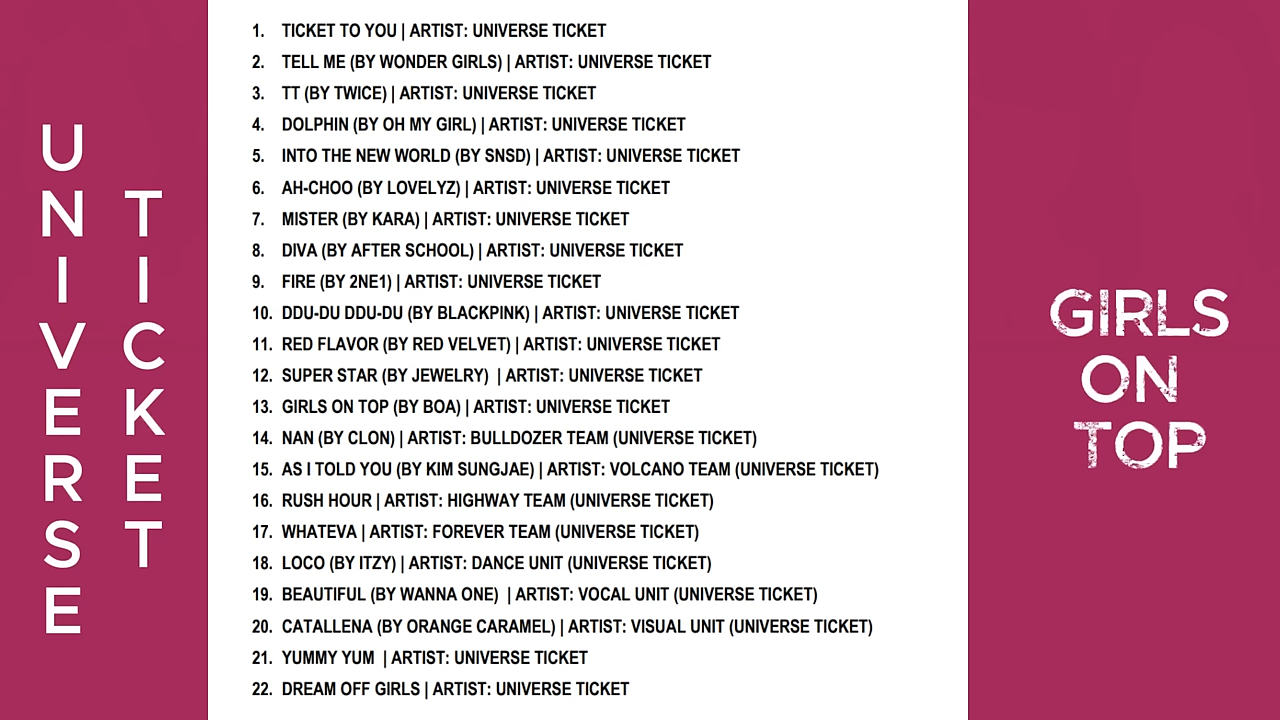 UNIVERSE
TICKET
1. TICKET TO YOU | ARTIST: UNIVERSE TICKET
2. TELL ME (BY WONDER GIRLS) | ARTIST: UNIVERSE TICKET
3. TT (BY TWICE) | ARTIST: UNIVERSE TICKET
4. DOLPHIN (BY OH MY GIRL) | ARTIST: UNIVERSE TICKET
5. INTO THE NEW WORLD (BY SNSD) | ARTIST: UNIVERSE TICKET
6. AH-CHOO (BY LOVELYZ) | ARTIST: UNIVERSE TICKET
7. MISTER (BY KARA) | ARTIST: UNIVERSE TICKET
8. DIVA (BY AFTER SCHOOL) | ARTIST: UNIVERSE TICKET
9. FIRE (BY 2NE1) | ARTIST: UNIVERSE TICKET
10. DDU-DU DDU-DU (BY BLACKPINK) | ARTIST: UNIVERSE TICKET
11. RED FLAVOR (BY RED VELVET) | ARTIST: UNIVERSE TICKET
12. SUPER STAR (BY JEWELRY) | ARTIST: UNIVERSE TICKET
13. GIRLS ON TOP (BY BOA) | ARTIST: UNIVERSE TICKET
14. NAN (BY CLON) | ARTIST: BULLDOZER TEAM (UNIVERSE TICKET)
15. AS I TOLD YOU (BY KIM SUNGJAE) | ARTIST: VOLCANO TEAM (UNIVERSE TICKET)
16. RUSH HOUR | ARTIST: HIGHWAY TEAM (UNIVERSE TICKET)
17. WHATEVA | ARTIST: FOREVER TEAM (UNIVERSE TICKET)
18. LOCO (BY ITZY) | ARTIST: DANCE UNIT (UNIVERSE TICKET)
19. BEAUTIFUL (BY WANNA ONE) | ARTIST: VOCAL UNIT (UNIVERSE TICKET)
20. CATALLENA (BY ORANGE CARAMEL) | ARTIST: VISUAL UNIT (UNIVERSE TICKET)
21. YUMMY YUM | ARTIST: UNIVERSE TICKET
22. DREAM OFF GIRLS | ARTIST: UNIVERSE TICKET
GIRLS
ON
TOP